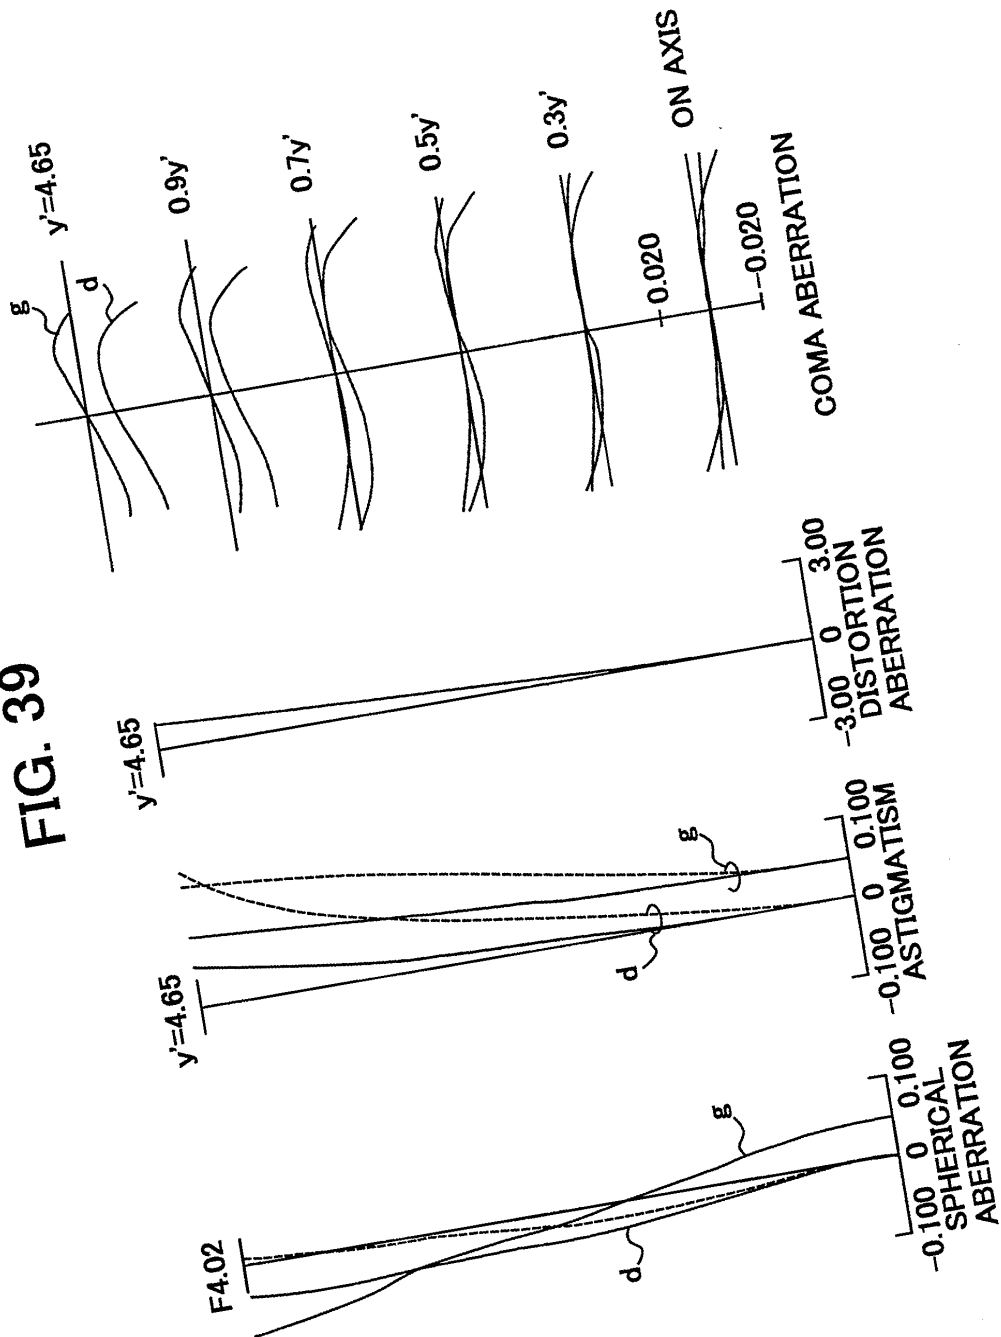 FIG. 39
F4.02
g
d
−0.100
0
0.100
SPHERICAL
ABERRATION
y'=4.65
g
d
−0.100
0
0.100
ASTIGMATISM
y'=4.65
−3.00
0
3.00
DISTORTION
ABERRATION
y'=4.65
g
d
0.9y'
0.7y'
0.5y'
0.3y'
ON AXIS
0.020
−0.020
COMA ABERRATION